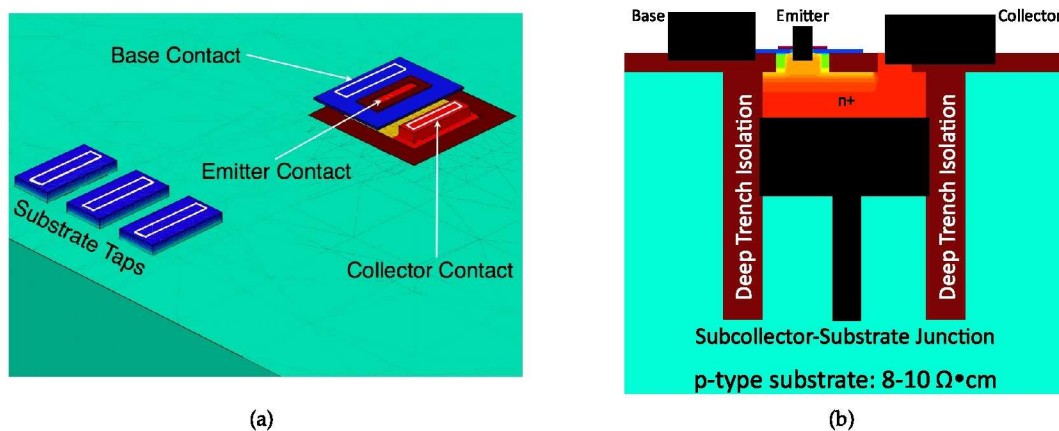 Base Contact
Emitter Contact
Substrate Taps
Collector Contact
(a)
Base
Emitter
Collector
n+
Deep Trench Isolation
Deep Trench Isolation
Subcollector-Substrate Junction
p-type substrate: 8-10 Ω•cm
(b)